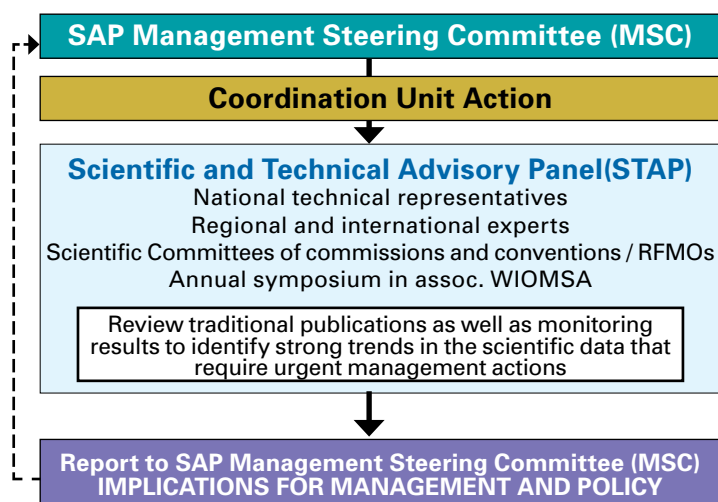 SAP Management Steering Committee (MSC)
Coordination Unit Action
Scientific and Technical Advisory Panel(STAP)
National technical representatives
Regional and international experts
Scientific Committees of commissions and conventions / RFMOs
Annual symposium in assoc. WIOMSA
Review traditional publications as well as monitoring
results to identify strong trends in the scientific data that
require urgent management actions
Report to SAP Management Steering Committee (MSC)
IMPLICATIONS FOR MANAGEMENT AND POLICY